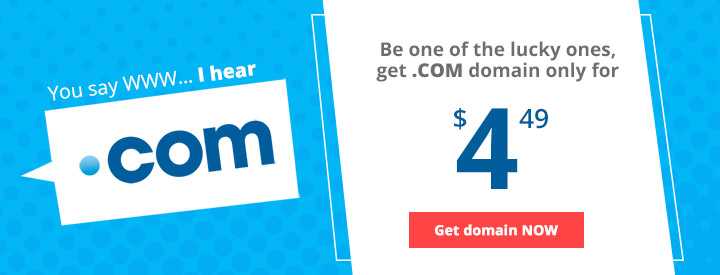 You say WWW... I hear
.com
Be one of the lucky ones,
get .COM domain only for
$4 49
Get domain NOW